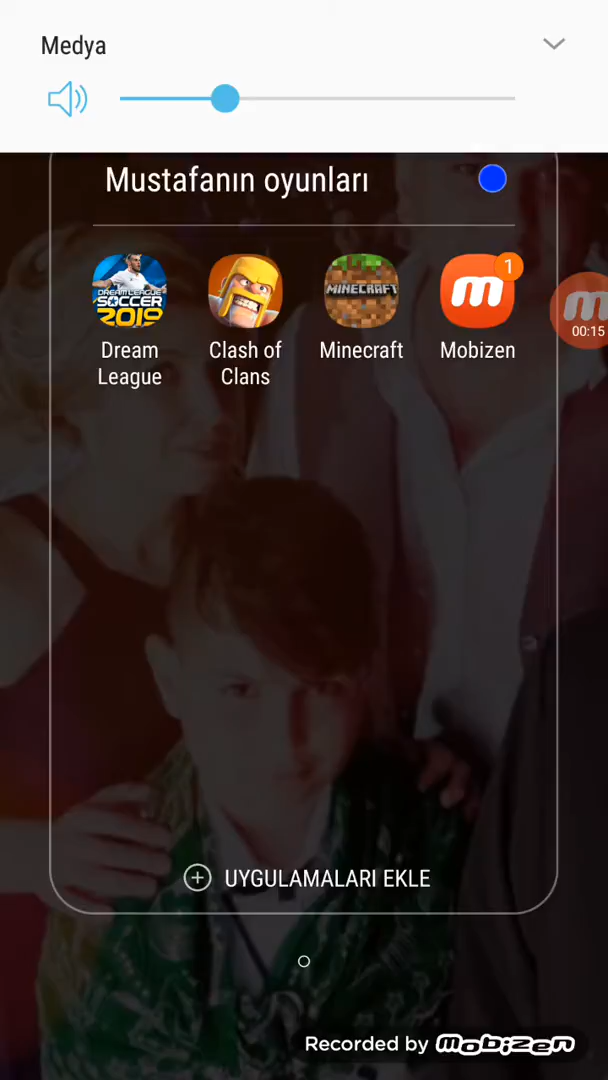 Medya
Mustafanın oyunları
DREAM LEAGUE
SOCCER
2019
MINECRAFT
1
00:15
Dream
League
Clash of
Clans
Minecraft
Mobizen
UYGULAMALARI EKLE
Recorded by mobizen